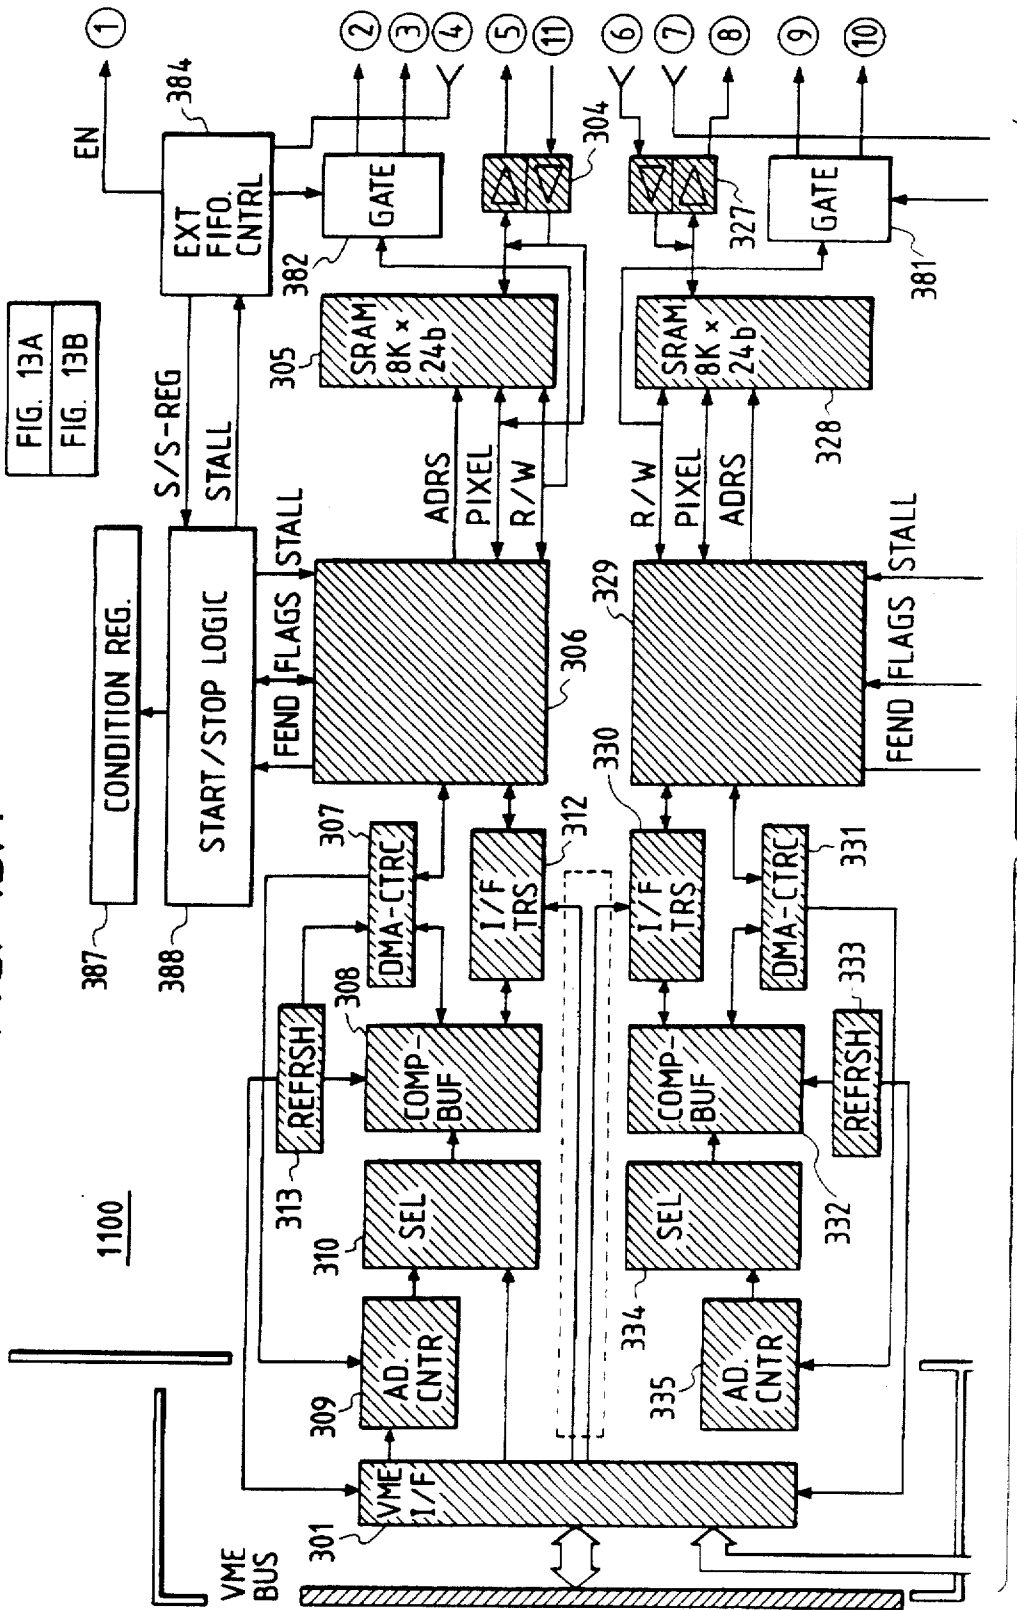 FIG. 13A
FIG. 13B
1100
VME
BUS
301
VME
I/F
309
AD.
CNTR
310
SEL
313
REFRSH
308
COMP-
BUF
307
DMA-CTRC
312
I/F
TRS
306
387
CONDITION REG.
388
START/STOP LOGIC
FEND
FLAGS
STALL
S/S-REG
STALL
384
EXT
FIFO.
CNTRL
EN
1
ADRS
PIXEL
R/W
305
SRAM
8K x
24b
382
GATE
304
2
3
4
5
11
335
AD.
CNTR
334
SEL
332
COMP-
BUF
333
REFRSH
331
DMA-CTRC
330
I/F
TRS
329
R/W
PIXEL
ADRS
FEND
FLAGS
STALL
328
SRAM
8K x
24b
327
381
GATE
6
7
8
9
10